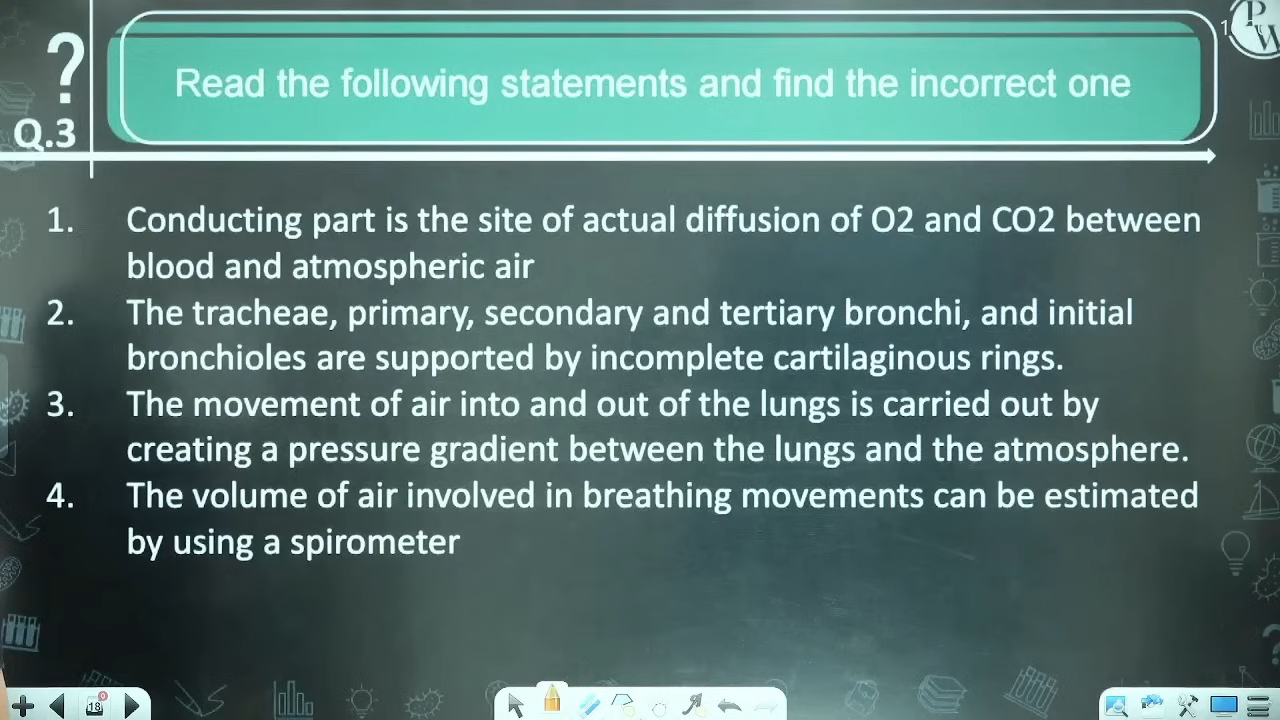 Q.3
Read the following statements and find the incorrect one
1. Conducting part is the site of actual diffusion of O2 and CO2 between
blood and atmospheric air
2. The tracheae, primary, secondary and tertiary bronchi, and initial
bronchioles are supported by incomplete cartilaginous rings.
3. The movement of air into and out of the lungs is carried out by
creating a pressure gradient between the lungs and the atmosphere.
4. The volume of air involved in breathing movements can be estimated
by using a spirometer
PW
18